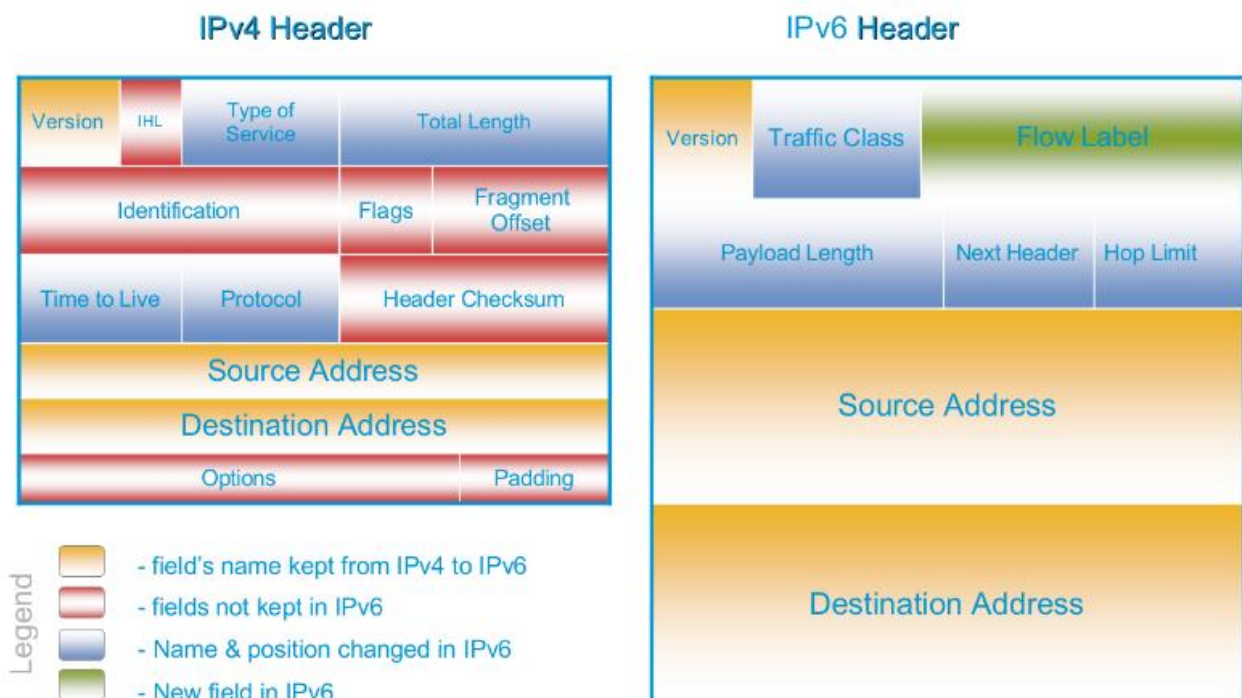 IPv4 Header
IPv6 Header
Version
IHL
Type of
Service
Total Length
Identification
Flags
Fragment
Offset
Time to Live
Protocol
Header Checksum
Source Address
Destination Address
Options
Padding
Version
Traffic Class
Flow Label
Payload Length
Next Header
Hop Limit
Source Address
Destination Address
Legend
- field's name kept from IPv4 to IPv6
- fields not kept in IPv6
- Name & position changed in IPv6
- New field in IPv6